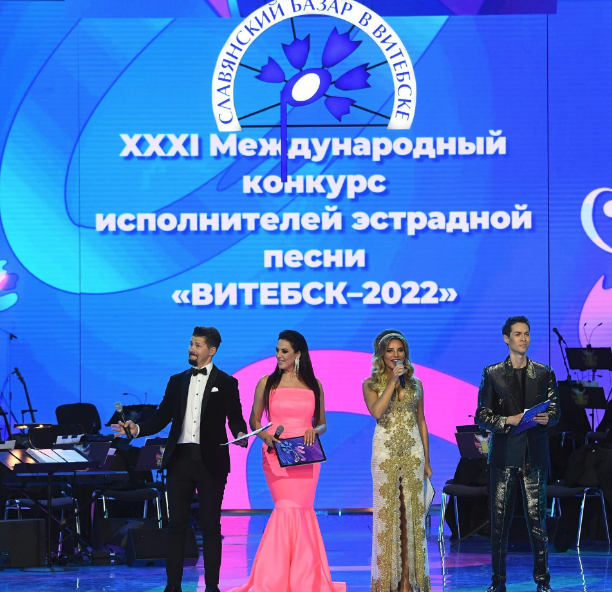 СЛАВЯНСКИЙ БАЗАР В ВИТЕБСКЕ
XXXI Международный
конкурс
исполнителей эстрадной
песни
«ВИТЕБСК–2022»